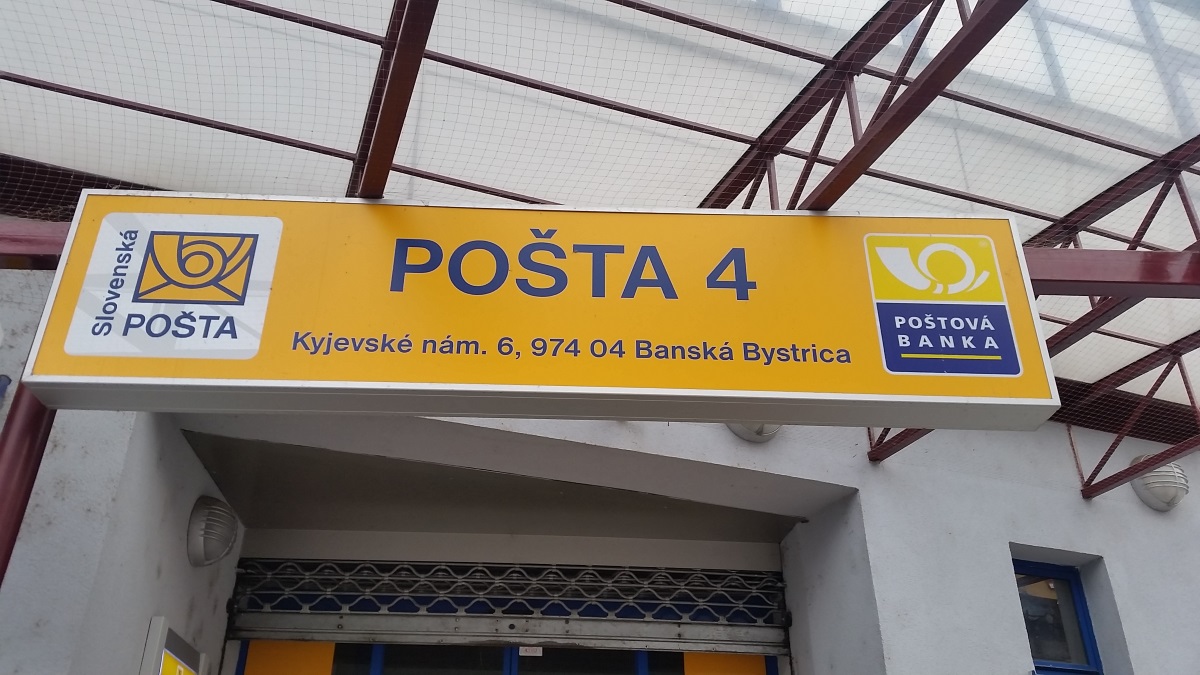 Slovenská
POŠTA
POŠTA 4
Kyjevské nám. 6, 974 04 Banská Bystrica
POŠTOVÁ
BANKA